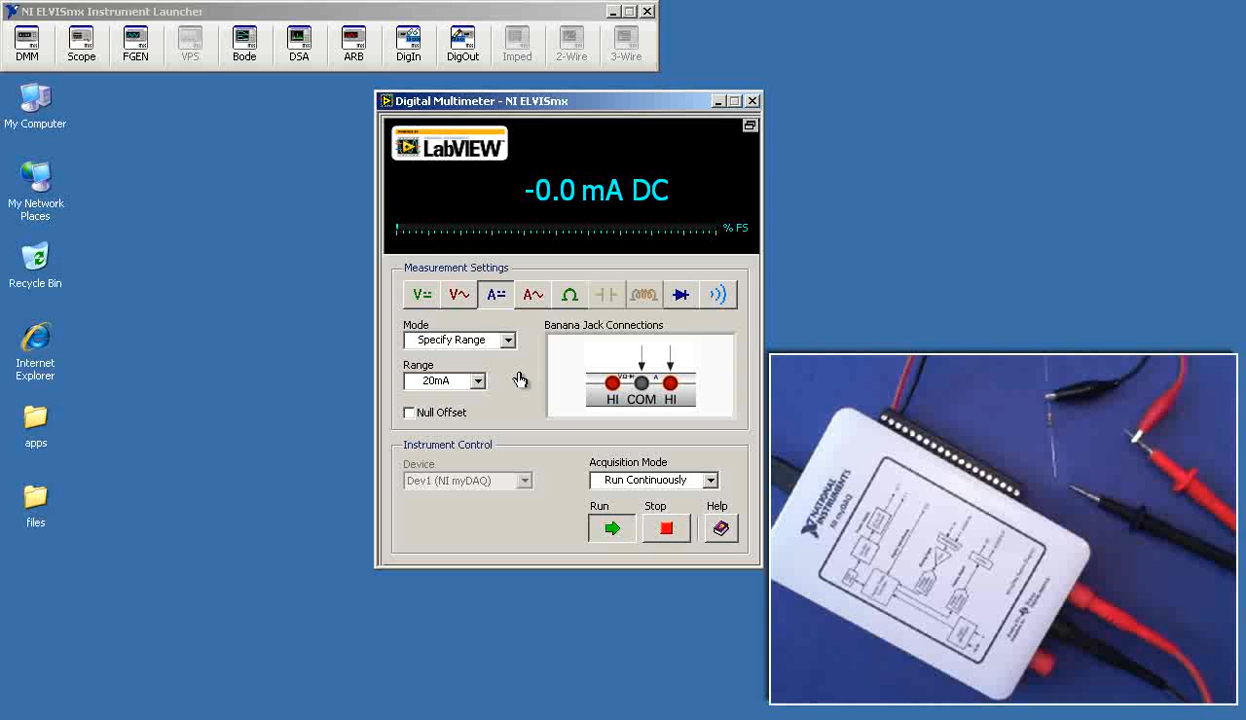 NI ELVISmx Instrument Launcher
DMM Scope FGEN VPS Bode DSA ARB DigIn DigOut Imped 2-Wire 3-Wire
My Computer
My Network
Places
Recycle Bin
Internet
Explorer
apps
files
Digital Multimeter - NI ELVISmx
LabVIEW
-0.0 mA DC
% FS
Measurement Settings
V V A A Ω
Mode
Specify Range
Range
20mA
Null Offset
Banana Jack Connections
HI COM HI
Instrument Control
Device
Dev1 (NI myDAQ)
Acquisition Mode
Run Continuously
Run Stop Help
NATIONAL
INSTRUMENTS
NI myDAQ